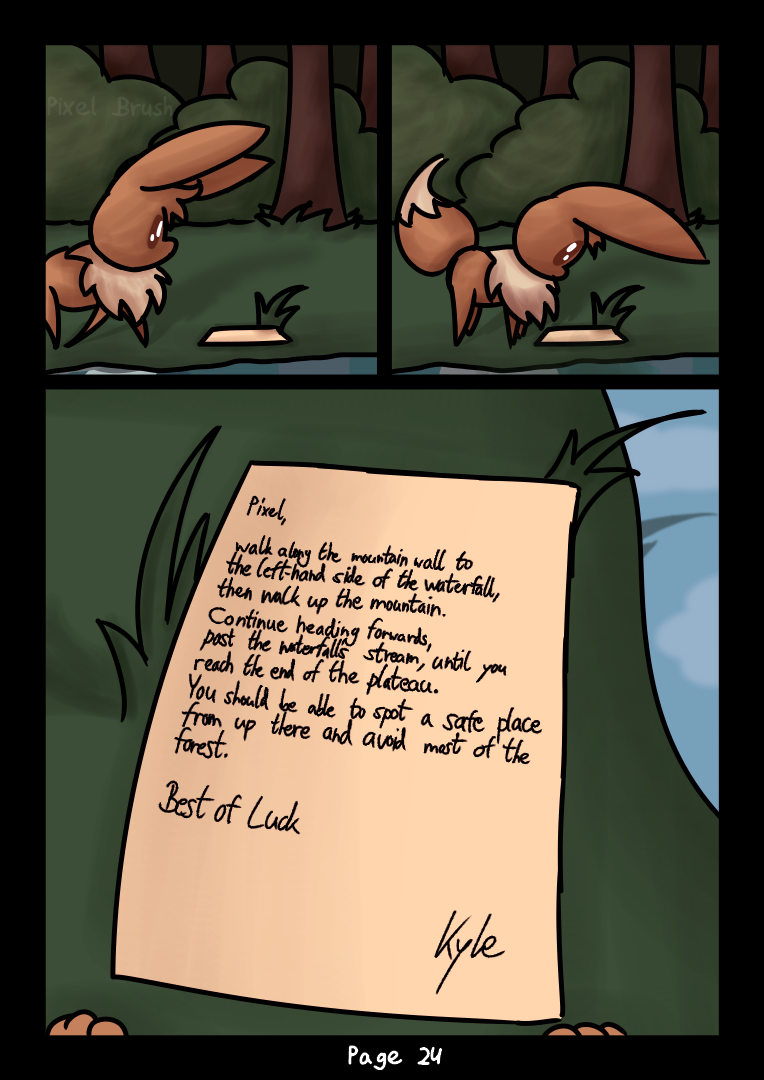 Pixel Brush
Pixel,
walk along the mountain wall to
the left-hand side of the waterfall,
then walk up the mountain.
Continue heading forwards,
past the waterfalls stream, until you
reach the end of the plateau.
You should be able to spot a safe place
from up there and avoid most of the
forest.
Best of Luck
Kyle
Page 24